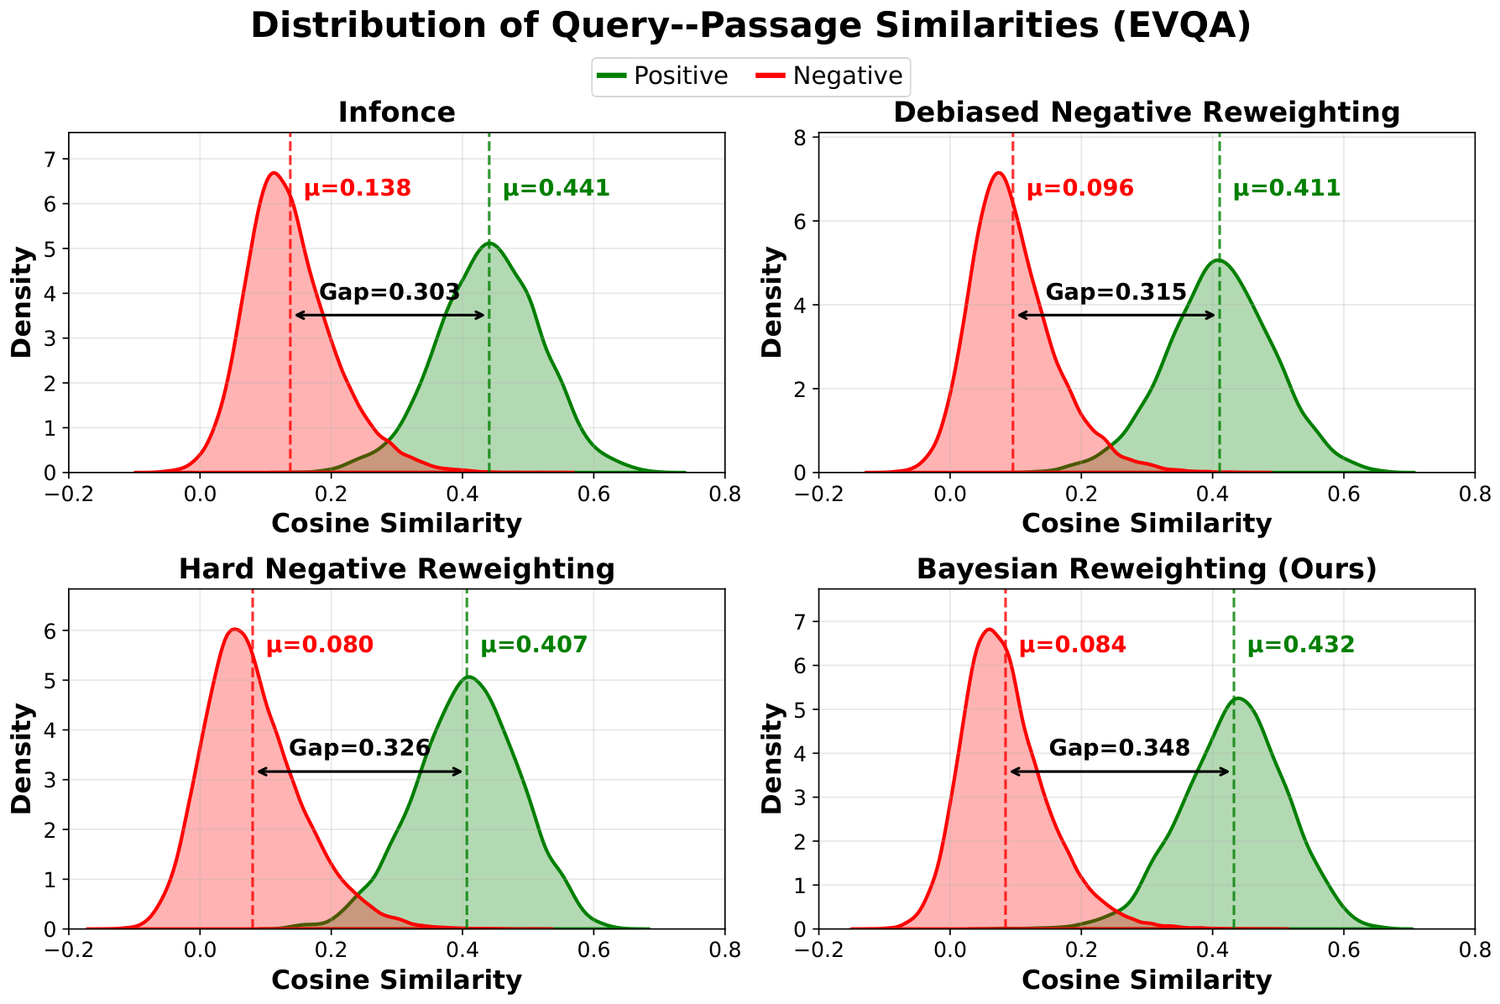 Distribution of Query--Passage Similarities (EVQA)
Positive Negative
Infonce
7
6
5
4
3
2
1
0
Density
μ=0.138
μ=0.441
Gap=0.303
−0.2 0.0 0.2 0.4 0.6 0.8
Cosine Similarity
Debiased Negative Reweighting
8
6
4
2
0
Density
μ=0.096
μ=0.411
Gap=0.315
−0.2 0.0 0.2 0.4 0.6 0.8
Cosine Similarity
Hard Negative Reweighting
6
5
4
3
2
1
0
Density
μ=0.080
μ=0.407
Gap=0.326
−0.2 0.0 0.2 0.4 0.6 0.8
Cosine Similarity
Bayesian Reweighting (Ours)
7
6
5
4
3
2
1
0
Density
μ=0.084
μ=0.432
Gap=0.348
−0.2 0.0 0.2 0.4 0.6 0.8
Cosine Similarity